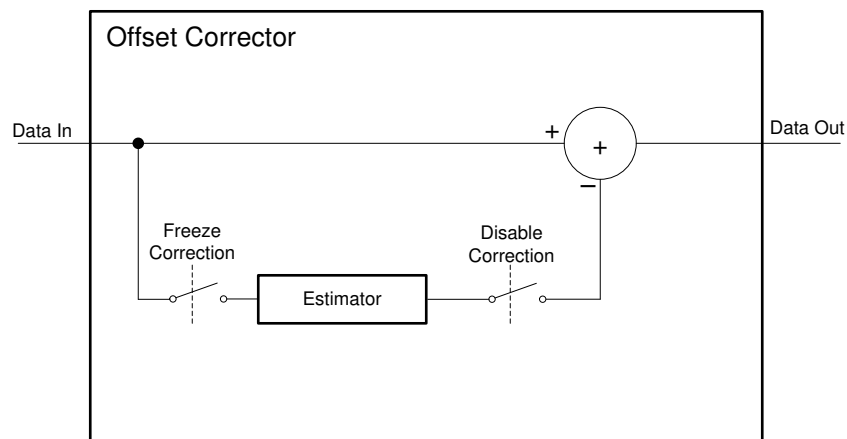 Offset Corrector
Data In
+
+
Data Out
−
Freeze
Correction
Disable
Correction
Estimator